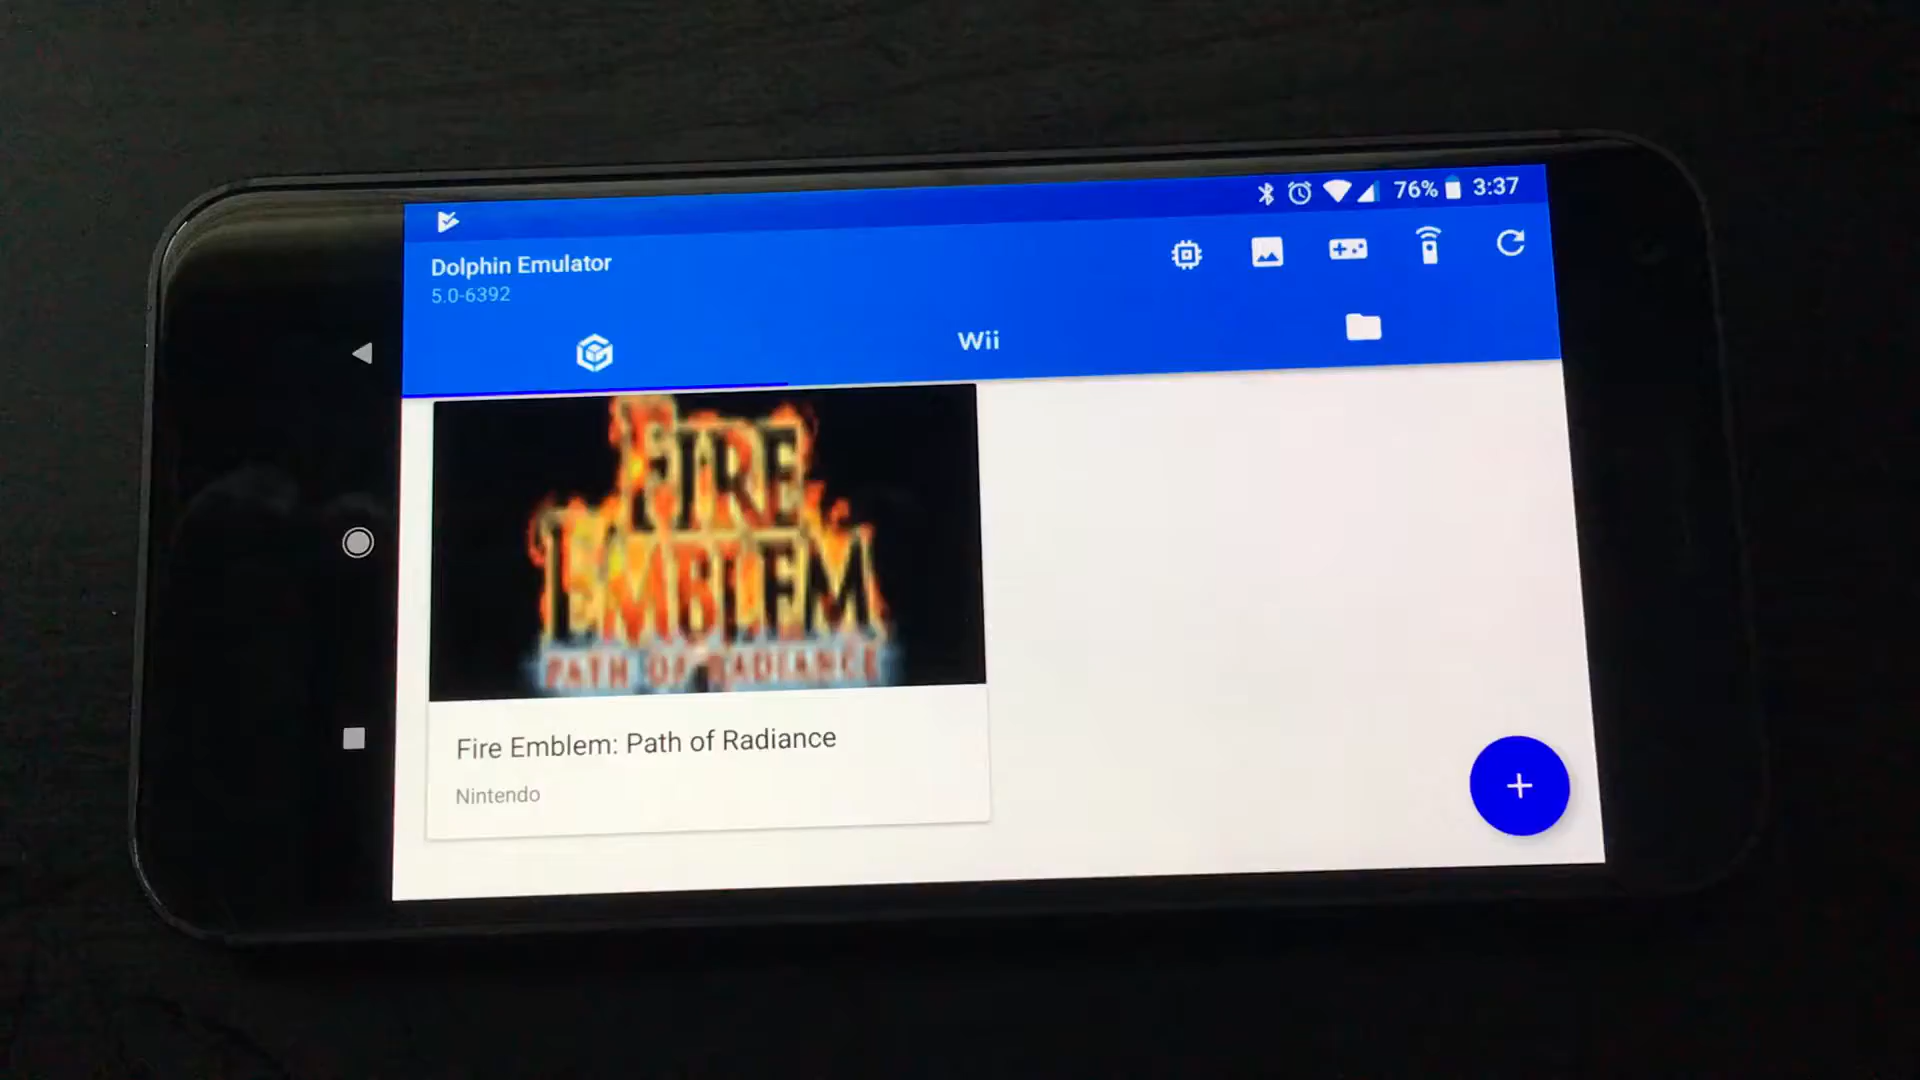 76% 3:37
Dolphin Emulator
5.0-6392
Wii
FIRE
EMBLEM
PATH OF RADIANCE
Fire Emblem: Path of Radiance
Nintendo